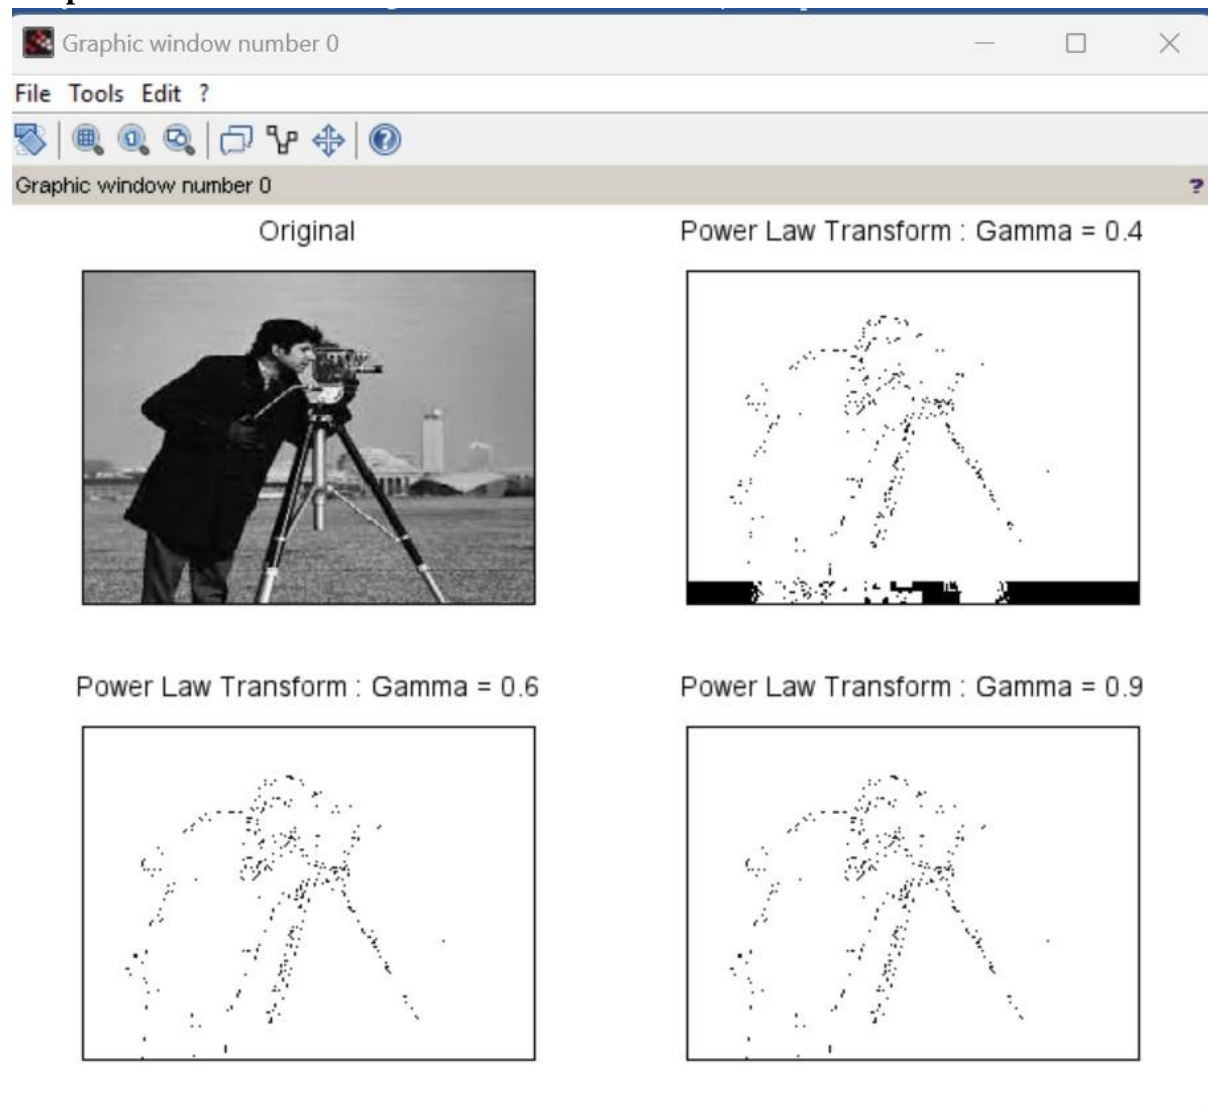 Graphic window number 0
File Tools Edit ?
Graphic window number 0
?
Original
Power Law Transform : Gamma = 0.4
Power Law Transform : Gamma = 0.6
Power Law Transform : Gamma = 0.9